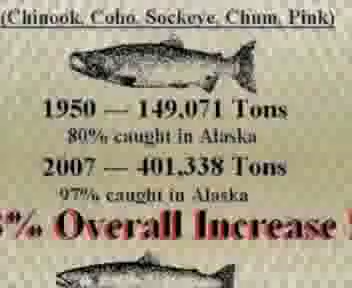 (Chinook, Coho, Sockeye, Chum, Pink)
1950 — 149,071 Tons
80% caught in Alaska
2007 — 401,338 Tons
97% caught in Alaska
% Overall Increase